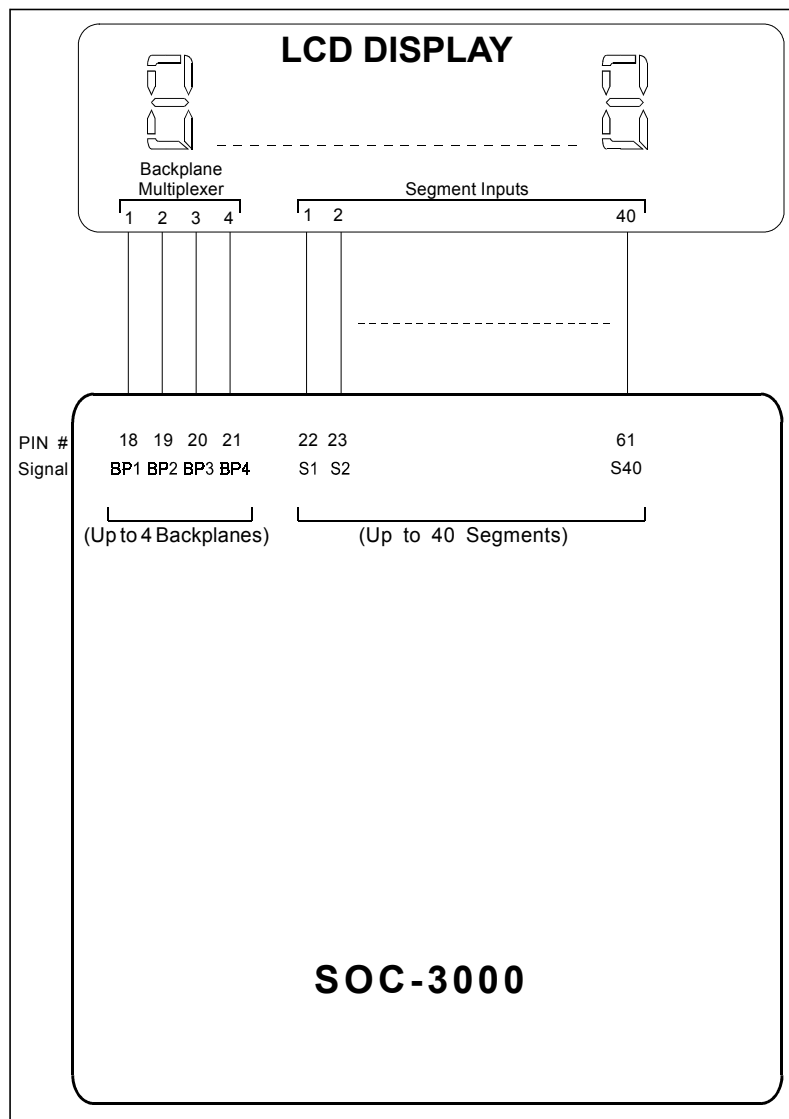 LCD DISPLAY
Backplane
Multiplexer
Segment Inputs
1 2 3 4 1 2 40
PIN # 18 19 20 21 22 23 61
Signal BP1 BP2 BP3 BP4 S1 S2 S40
(Up to 4 Backplanes) (Up to 40 Segments)
SOC-3000